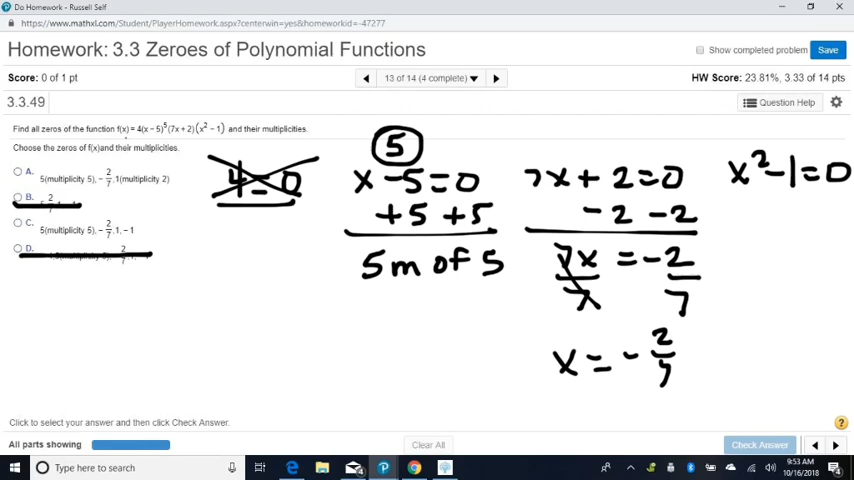 Do Homework - Russell Self
https://www.mathxl.com/Student/PlayerHomework.aspx?centerwin=yes&homeworkid=-47277
Homework: 3.3 Zeroes of Polynomial Functions
Show completed problem
Save
Score: 0 of 1 pt
13 of 14 (4 complete)
HW Score: 23.81%, 3.33 of 14 pts
3.3.49
Question Help
Find all zeros of the function f(x) = 4(x − 5)⁵(7x + 2)(x² − 1) and their multiplicities.
Choose the zeros of f(x)and their multiplicities.
A. 5(multiplicity 5), − 2/7, 1(multiplicity 2)
B.
C. 5(multiplicity 5), − 2/7, 1, − 1
D.
4 = 0
5
x - 5 = 0
+5 +5
5 m of 5
7x + 2 = 0
- 2 - 2
7x = - 2
7 7
x = - 2/7
x² - 1 = 0
Click to select your answer and then click Check Answer.
All parts showing
Clear All
Check Answer
?
Type here to search
9:53 AM
10/16/2018
4